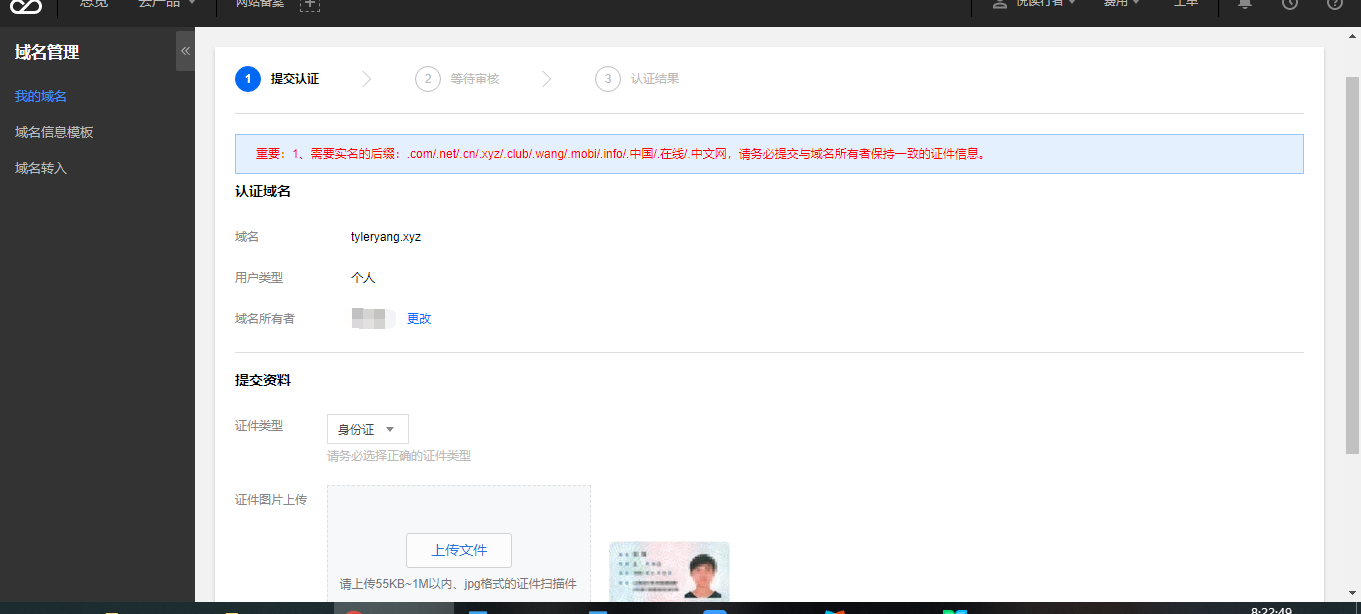 总览 云产品 网站备案 悦读行者 费用 工单
域名管理
我的域名
域名信息模板
域名转入
1 提交认证 2 等待审核 3 认证结果
重要：1、需要实名的后缀：.com/.net/.cn/.xyz/.club/.wang/.mobi/.info/.中国/.在线/.中文网，请务必提交与域名所有者保持一致的证件信息。
认证域名
域名 tyleryang.xyz
用户类型 个人
域名所有者 更改
提交资料
证件类型 身份证
请务必选择正确的证件类型
证件图片上传
上传文件
请上传55KB~1M以内、jpg格式的证件扫描件
8:22:49